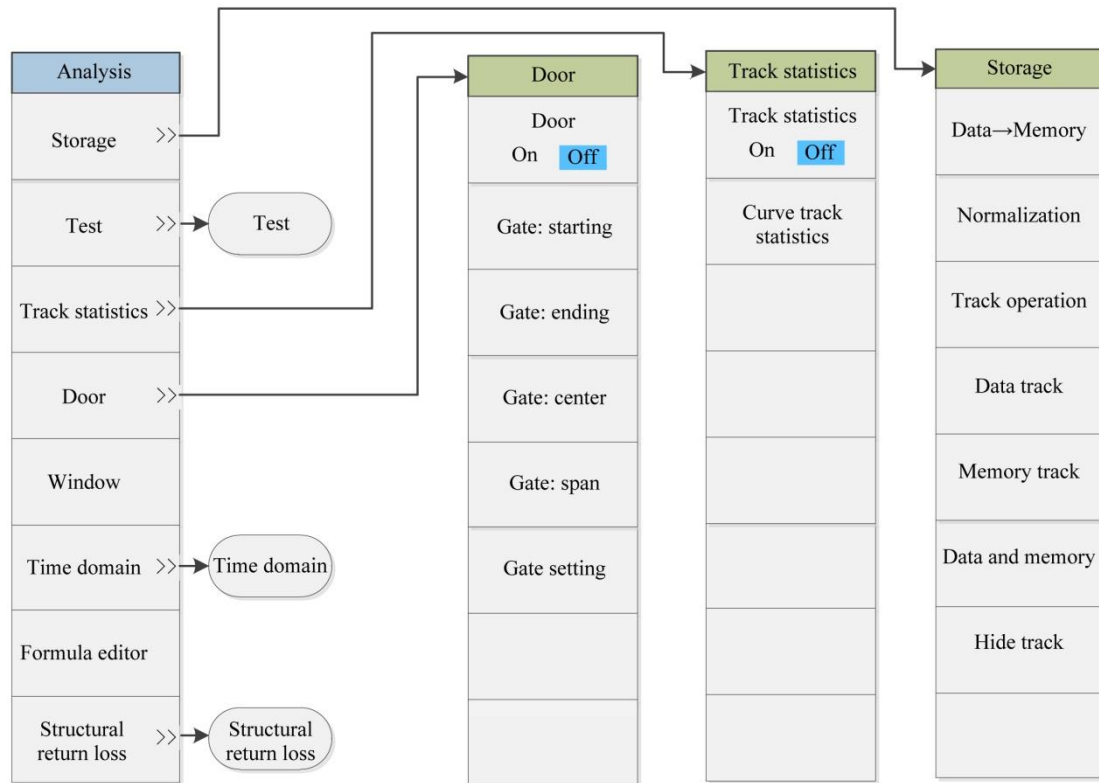 Analysis
Storage >>
Test >>
Track statistics >>
Door >>
Window
Time domain >>
Formula editor
Structural
return loss >>
Test
Time domain
Structural
return loss
Door
Door
On Off
Gate: starting
Gate: ending
Gate: center
Gate: span
Gate setting
Track statistics
Track statistics
On Off
Curve track
statistics
Storage
Data→Memory
Normalization
Track operation
Data track
Memory track
Data and memory
Hide track